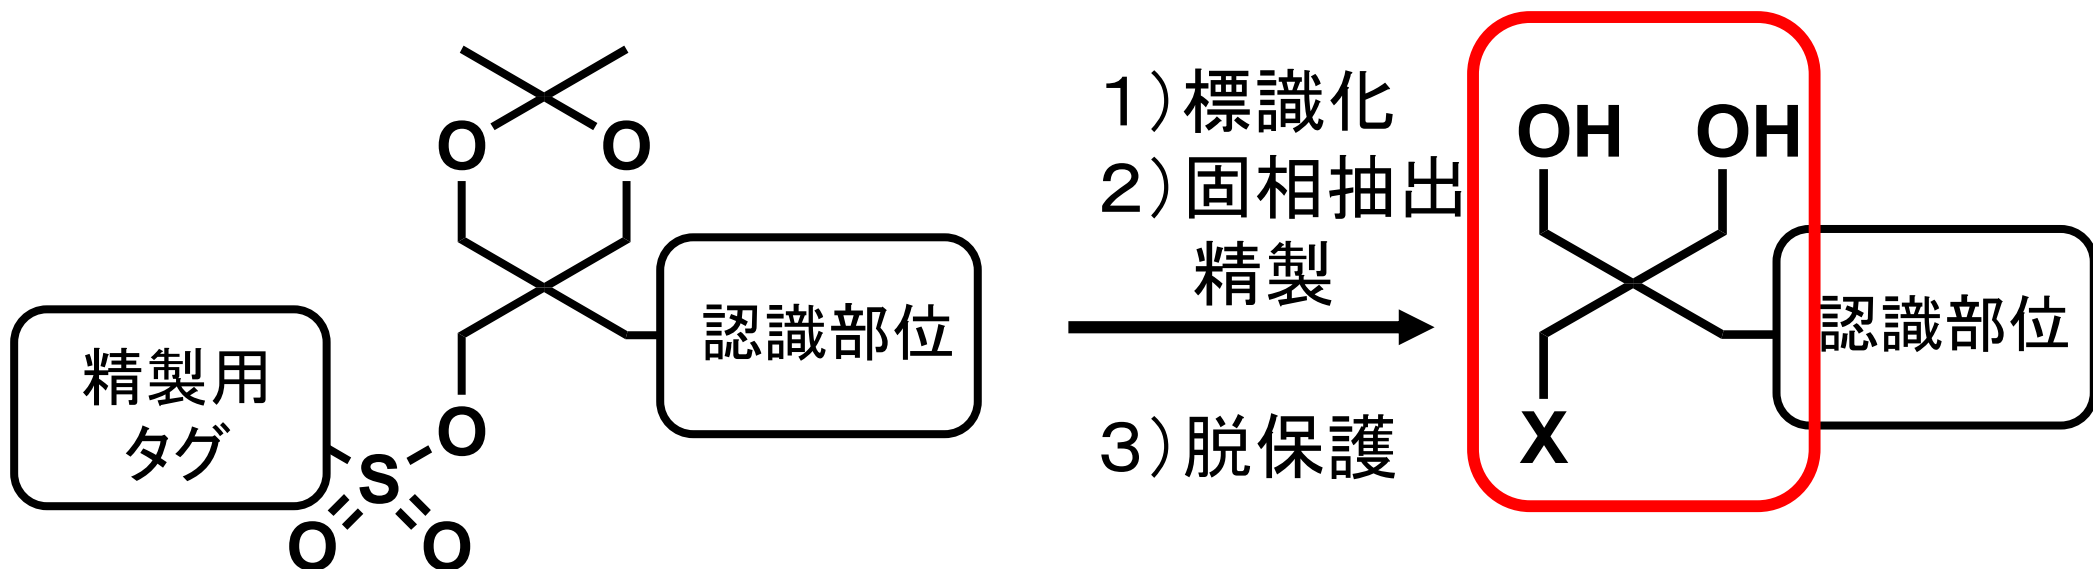 O O
認識部位
精製用
タグ
O
S
O O
1)標識化
2)固相抽出
精製
3)脱保護
OH OH
認識部位
X